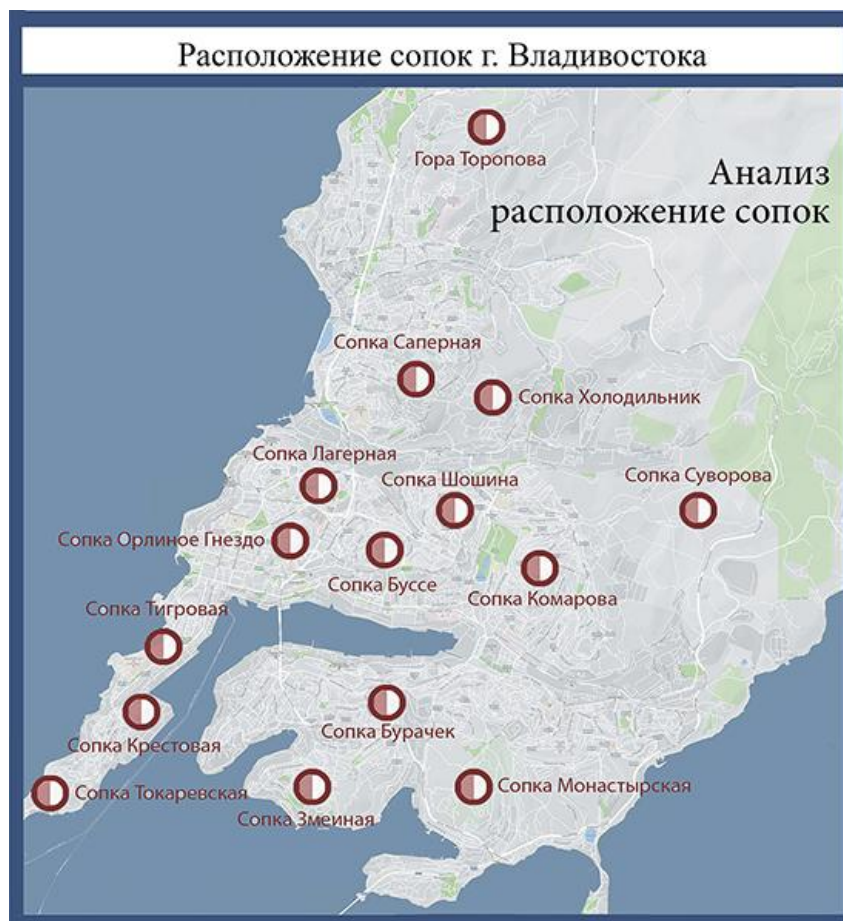 Расположение сопок г. Владивостока
Гора Торопова
Анализ
расположение сопок
Сопка Саперная
Сопка Холодильник
Сопка Лагерная
Сопка Шошина
Сопка Суворова
Сопка Орлиное Гнездо
Сопка Буссе
Сопка Комарова
Сопка Тигровая
Сопка Бурачек
Сопка Крестовая
Сопка Монастырская
Сопка Токаревская
Сопка Змеиная